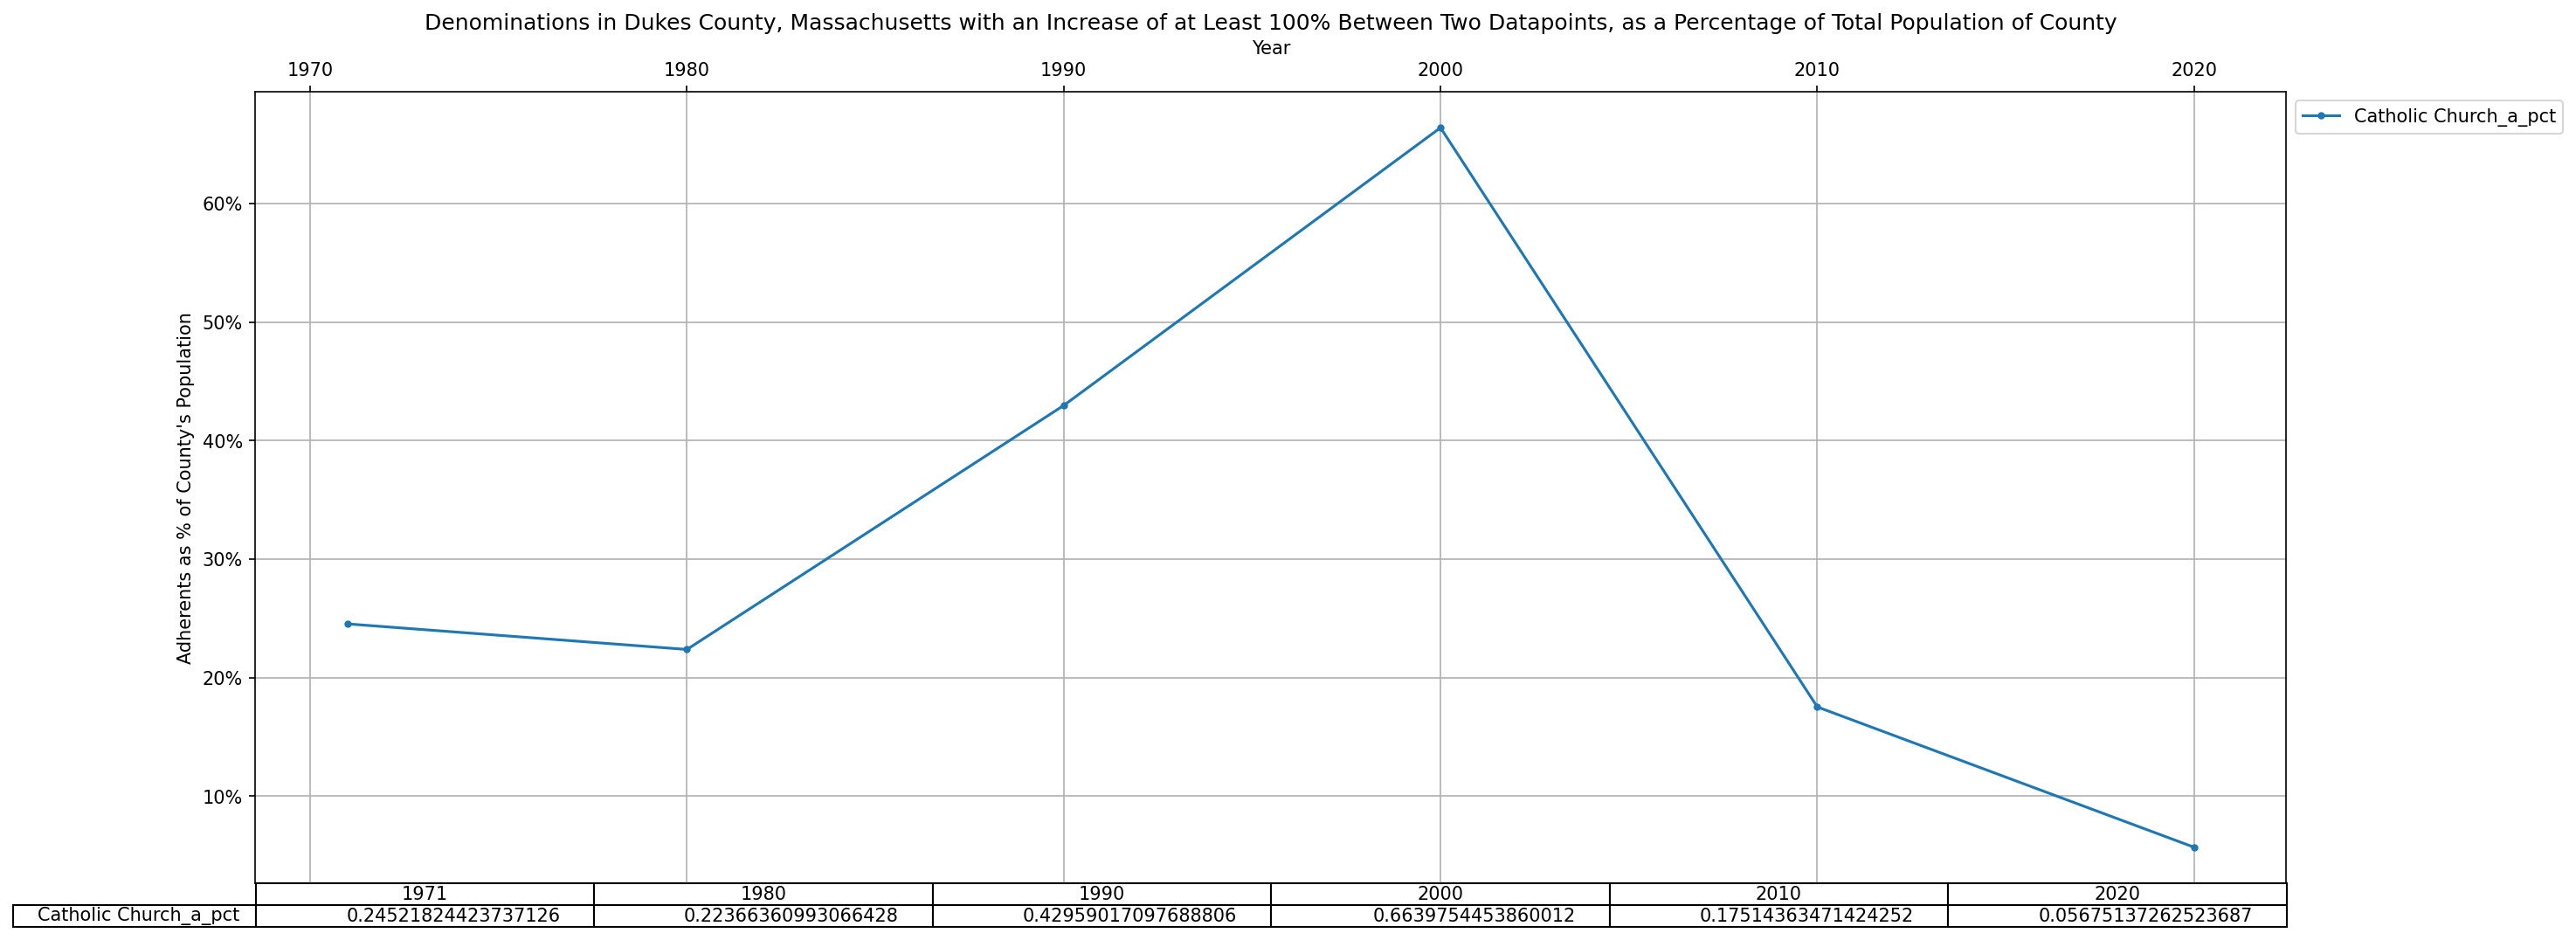 Denominations in Dukes County, Massachusetts with an Increase of at Least 100% Between Two Datapoints, as a Percentage of Total Population of County
Year
1970 1980 1990 2000 2010 2020
Catholic Church_a_pct
Adherents as % of County's Population
60%
50%
40%
30%
20%
10%
1971 1980 1990 2000 2010 2020
Catholic Church_a_pct 0.24521824423737126 0.22366360993066428 0.42959017097688806 0.6639754453860012 0.17514363471424252 0.05675137262523687